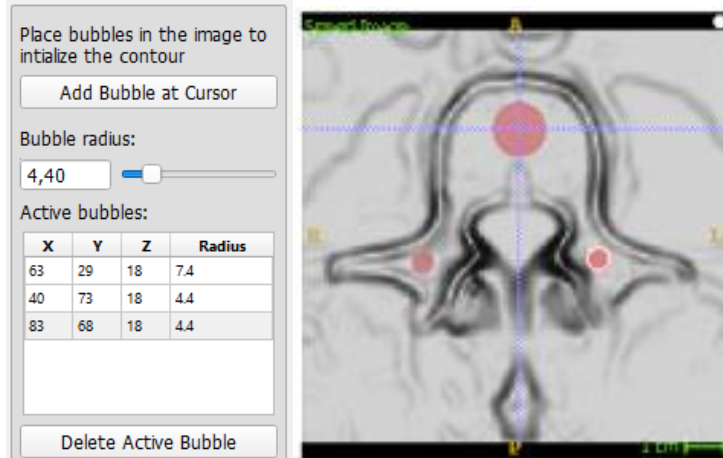 Place bubbles in the image to
intialize the contour
Add Bubble at Cursor
Bubble radius:
4,40
Active bubbles:
X Y Z Radius
63 29 18 7.4
40 73 18 4.4
83 68 18 4.4
Delete Active Bubble
A
R
L
P
1 cm